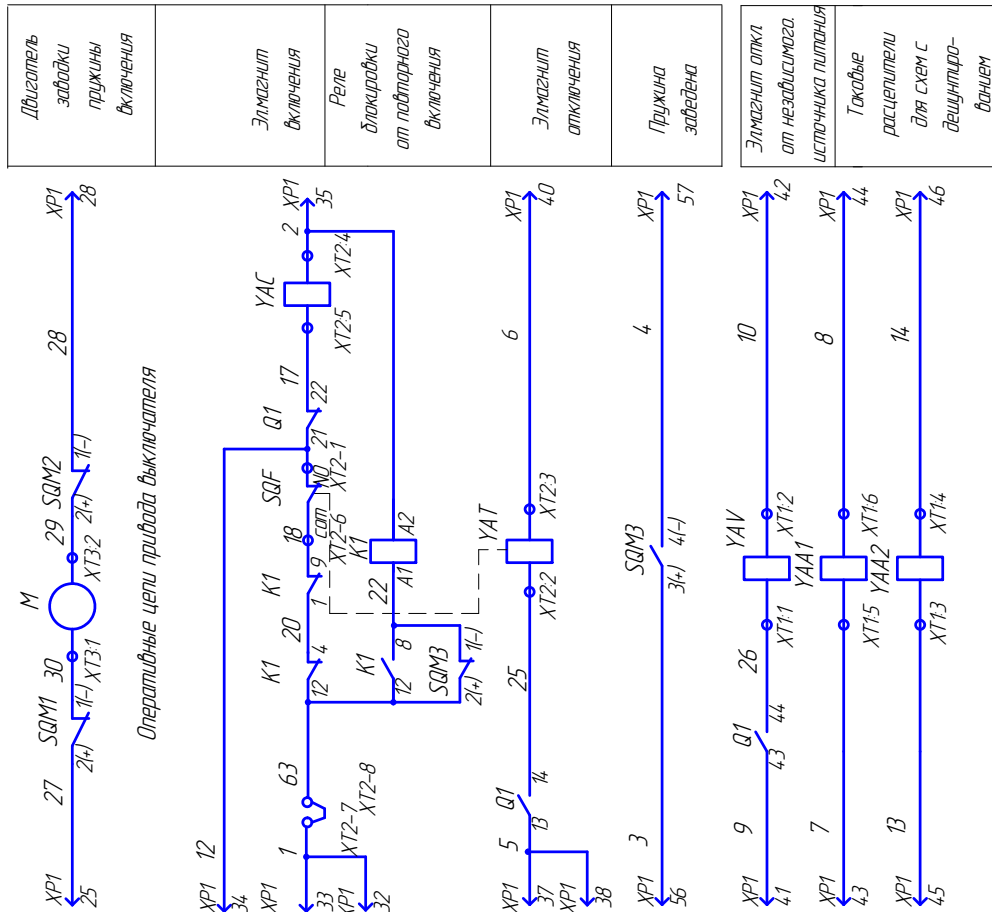 Двигатель
заводки
пружины
включения
Эл.магнит
включения
Реле
блокировки
от повторного
включения
Эл.магнит
отключения
Пружина
заведена
Эл.магнит откл.
от независимого.
источника питания
Токовые
расцепители
для схем с
дешунтиро-
ванием
Оперативные цепи привода выключателя
XP1
25
27
SQM1
2(+)
1(-)
30
XT3:1
M
XT3:2
29
SQM2
2(+)
1(-)
28
XP1
28
XP1
34
12
XP1
33
XP1
32
1
XT2-7
XT2-8
63
K1
12
4
20
K1
1
9
18
XT2-6
com
SQF
NO
XT2-1
Q1
21
22
17
XT2:5
YAC
XT2:4
2
XP1
35
K1
12
8
SQM3
2(+)
1(-)
22
A1
K1
A2
XP1
37
XP1
38
5
Q1
13
14
25
XT2:2
YAT
XT2:3
6
XP1
40
XP1
56
3
SQM3
3(+)
4(-)
4
XP1
57
XP1
41
9
Q1
43
44
26
XT1:1
YAV
XT1:2
10
XP1
42
XP1
43
7
XT1:5
YAA1
XT1:6
8
XP1
44
XP1
45
13
XT1:3
YAA2
XT1:4
14
XP1
46